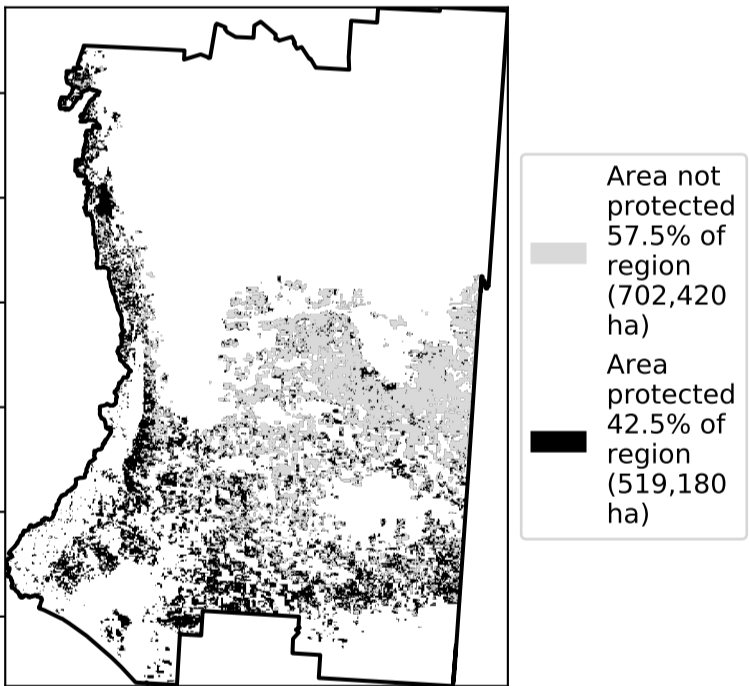 Area not
protected
57.5% of
region
(702,420
ha)
Area
protected
42.5% of
region
(519,180
ha)